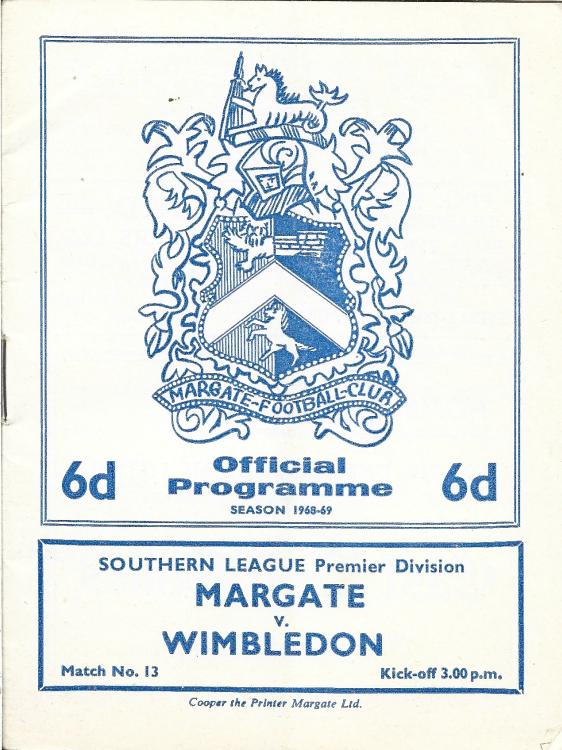 MARGATE-FOOTBALL-CLUB
6d
Official
Programme
6d
SEASON 1968-69
SOUTHERN LEAGUE Premier Division
MARGATE
v.
WIMBLEDON
Match No. 13
Kick-off 3.00 p.m.
Cooper the Printer Margate Ltd.